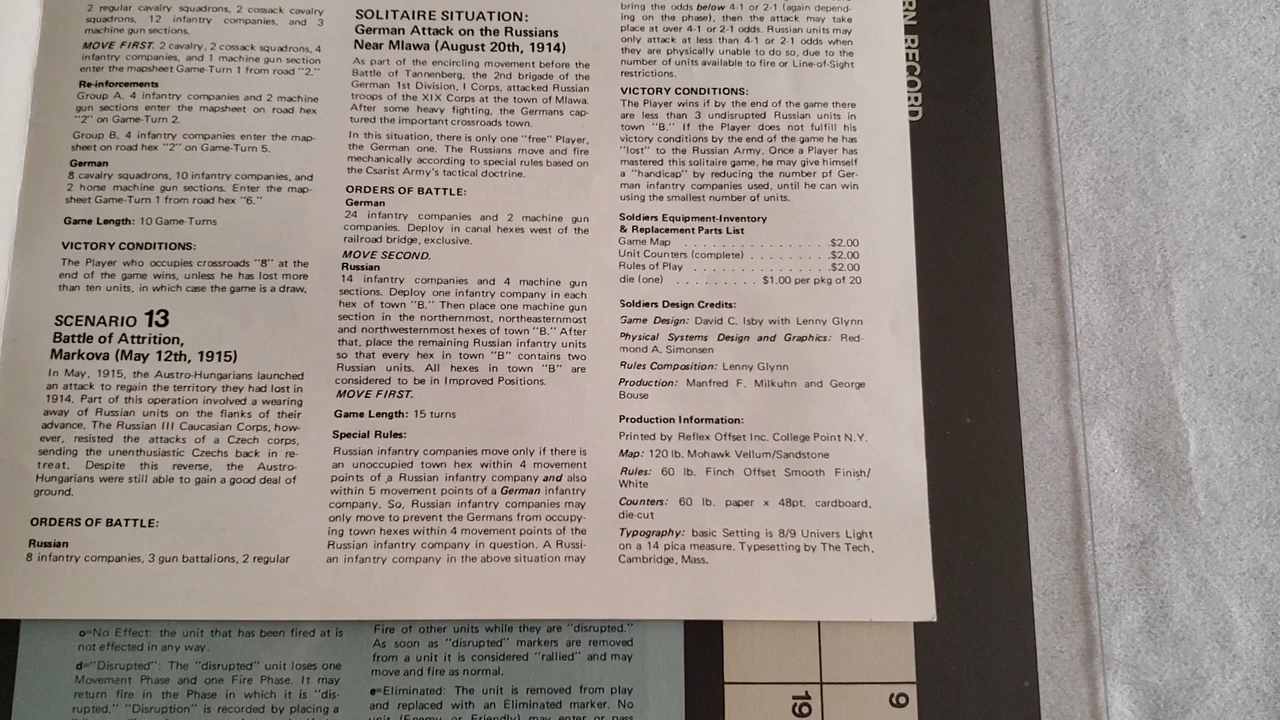 2 regular cavalry squadrons, 2 cossack cavalry
squadrons, 12 infantry companies, and 3
machine gun sections.
MOVE FIRST. 2 cavalry, 2 cossack squadrons, 4
infantry companies, and 1 machine gun section
enter the mapsheet Game-Turn 1 from road "2."
Re-inforcements
Group A. 4 infantry companies and 2 machine
gun sections enter the mapsheet on road hex
"2" on Game-Turn 2.
Group B. 4 infantry companies enter the map-
sheet on road hex "2" on Game-Turn 5.
German
8 cavalry squadrons, 10 infantry companies, and
2 horse machine gun sections. Enter the map-
sheet Game-Turn 1 from road hex "6."
Game Length: 10 Game-Turns
VICTORY CONDITIONS:
The Player who occupies crossroads "8" at the
end of the game wins, unless he has lost more
than ten units, in which case the game is a draw.
SCENARIO 13
Battle of Attrition,
Markova (May 12th, 1915)
In May, 1915, the Austro-Hungarians launched
an attack to regain the territory they had lost in
1914. Part of this operation involved a wearing
away of Russian units on the flanks of their
advance. The Russian III Caucasian Corps, how-
ever, resisted the attacks of a Czech corps,
sending the unenthusiastic Czechs back in re-
treat. Despite this reverse, the Austro-
Hungarians were still able to gain a good deal of
ground.
ORDERS OF BATTLE:
Russian
8 infantry companies, 3 gun battalions, 2 regular
SOLITAIRE SITUATION:
German Attack on the Russians
Near Mlawa (August 20th, 1914)
As part of the encircling movement before the
Battle of Tannenberg, the 2nd brigade of the
German 1st Division, I Corps, attacked Russian
troops of the XIX Corps at the town of Mlawa.
After some heavy fighting, the Germans cap-
tured the important crossroads town.
In this situation, there is only one "free" Player,
the German one. The Russians move and fire
mechanically according to special rules based on
the Csarist Army's tactical doctrine.
ORDERS OF BATTLE:
German
24 infantry companies and 2 machine gun
companies. Deploy in canal hexes west of the
railroad bridge, exclusive.
MOVE SECOND.
Russian
14 infantry companies and 4 machine gun
sections. Deploy one infantry company in each
hex of town "B." Then place one machine gun
section in the northernmost, northeasternmost
and northwesternmost hexes of town "B." After
that, place the remaining Russian infantry units
so that every hex in town "B" contains two
Russian units. All hexes in town "B" are
considered to be in Improved Positions.
MOVE FIRST.
Game Length: 15 turns
Special Rules:
Russian infantry companies move only if there is
an unoccupied town hex within 4 movement
points of a Russian infantry company and also
within 5 movement points of a German infantry
company. So, Russian infantry companies may
only move to prevent the Germans from occupy-
ing town hexes within 4 movement points of the
Russian infantry company in question. A Russi-
an infantry company in the above situation may
bring the odds below 4-1 or 2-1 (again depend-
ing on the phase), then the attack may take
place at over 4-1 or 2-1 odds. Russian units may
only attack at less than 4-1 or 2-1 odds when
they are physically unable to do so, due to the
number of units available to fire or Line-of-Sight
restrictions.
VICTORY CONDITIONS:
The Player wins if by the end of the game there
are less than 3 undisrupted Russian units in
town "B." If the Player does not fulfill his
victory conditions by the end of the game he has
"lost" to the Russian Army. Once a Player has
mastered this solitaire game, he may give himself
a "handicap" by reducing the number pf Ger-
man infantry companies used, until he can win
using the smallest number of units.
Soldiers Equipment-Inventory
& Replacement Parts List
Game Map . . . . . . . . . . . . . . . .$2.00
Unit Counters (complete) . . . . . . . . .$2.00
Rules of Play . . . . . . . . . . . . . . .$2.00
die (one) . . . . . . . . . $1.00 per pkg of 20
Soldiers Design Credits:
Game Design: David C. Isby with Lenny Glynn
Physical Systems Design and Graphics: Red-
mond A. Simonsen
Rules Composition: Lenny Glynn
Production: Manfred F. Milkuhn and George
Bouse
Production Information:
Printed by Reflex Offset Inc. College Point N.Y.
Map: 120 lb. Mohawk Vellum/Sandstone
Rules: 60 lb. Finch Offset Smooth Finish/
White
Counters: 60 lb. paper x 48pt. cardboard,
die-cut
Typography: basic Setting is 8/9 Univers Light
on a 14 pica measure. Typesetting by The Tech,
Cambridge, Mass.
RECORD
o=No Effect: the unit that has been fired at is
not effected in any way.
d="Disrupted": The "disrupted" unit loses one
Movement Phase and one Fire Phase. It may
return fire in the Phase in which it is "dis-
rupted." "Disruption" is recorded by placing a
Fire of other units while they are "disrupted."
As soon as "disrupted" markers are removed
from a unit it is considered "rallied" and may
move and fire as normal.
e=Eliminated: The unit is removed from play
and replaced with an Eliminated marker. No
unit (Enemy or Friendly) may enter or pass
19
9